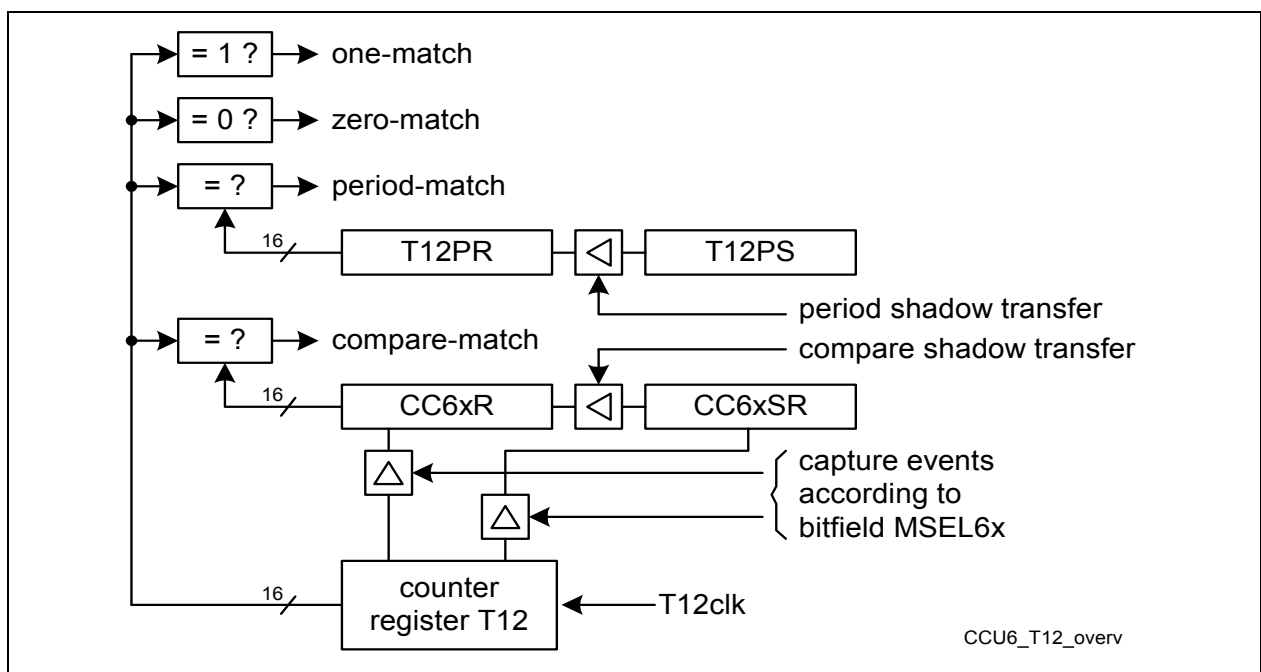 = 1 ?
one-match
= 0 ?
zero-match
= ?
period-match
16
T12PR
T12PS
period shadow transfer
= ?
compare-match
compare shadow transfer
16
CC6xR
CC6xSR
capture events
according to
bitfield MSEL6x
16
counter
register T12
T12clk
CCU6_T12_overv